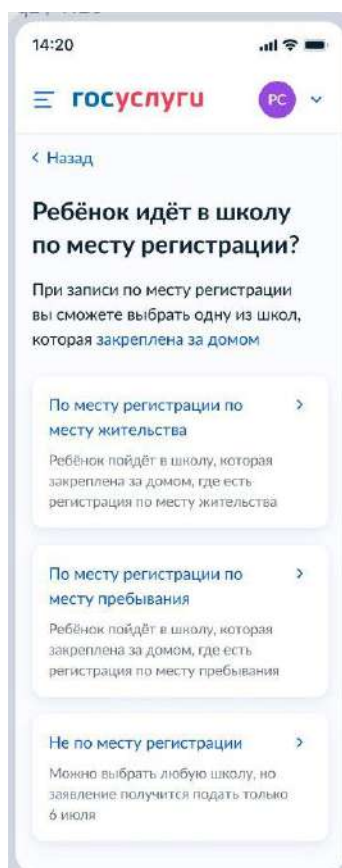 14:20
госуслуги
РС
Назад
Ребёнок идёт в школу
по месту регистрации?
При записи по месту регистрации
вы сможете выбрать одну из школ,
которая закреплена за домом
По месту регистрации по
месту жительства
Ребёнок пойдёт в школу, которая
закреплена за домом, где есть
регистрация по месту жительства
По месту регистрации по
месту пребывания
Ребёнок пойдёт в школу, которая
закреплена за домом, где есть
регистрация по месту пребывания
Не по месту регистрации
Можно выбрать любую школу, но
заявление получится подать только
6 июля